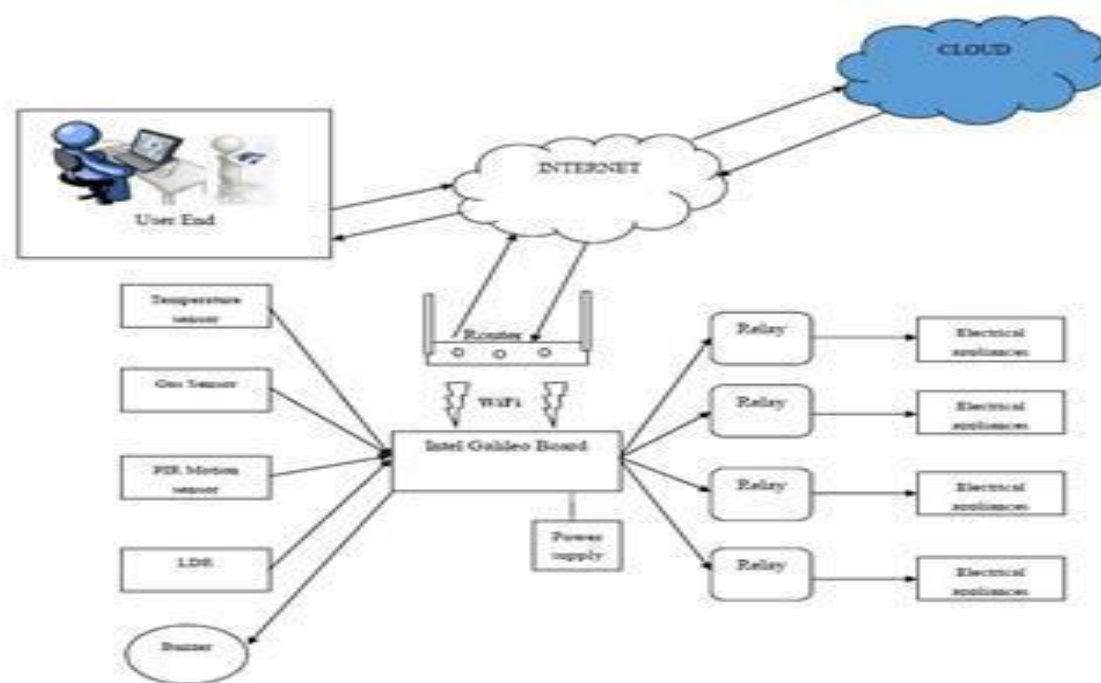 CLOUD
INTERNET
User End
Temperature
sensor
Router
Relay
Electrical
appliances
Gas Sensor
WiFi
Relay
Electrical
appliances
Intel Galileo Board
PIR Motion
sensor
Relay
Electrical
appliances
Power
supply
LDR
Relay
Electrical
appliances
Buzzer